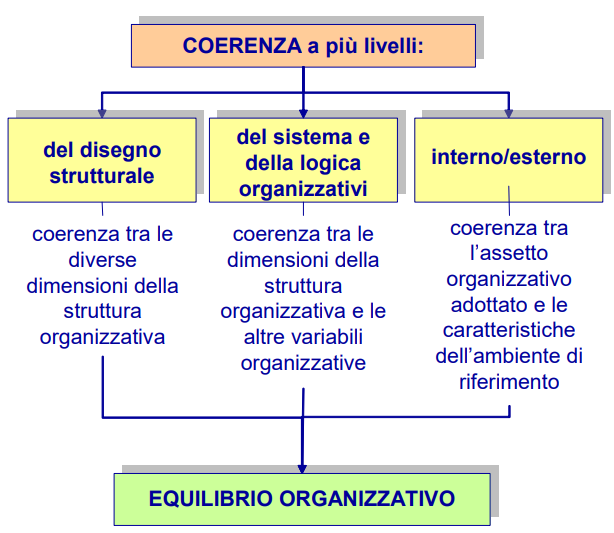 COERENZA a più livelli:
del disegno
strutturale
del sistema e
della logica
organizzativi
interno/esterno
coerenza tra le
diverse
dimensioni della
struttura
organizzativa
coerenza tra le
dimensioni della
struttura
organizzativa e le
altre variabili
organizzative
coerenza tra
l’assetto
organizzativo
adottato e le
caratteristiche
dell’ambiente di
riferimento
EQUILIBRIO ORGANIZZATIVO